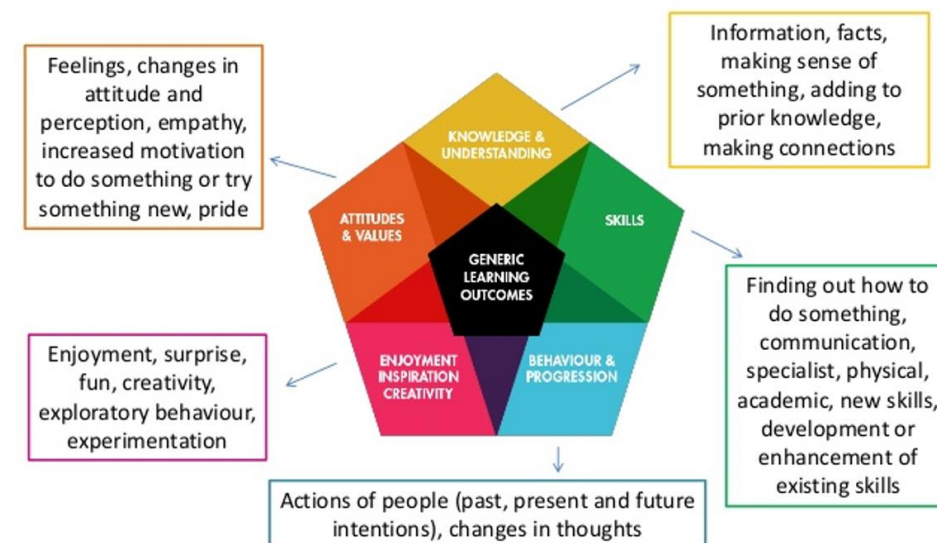 Feelings, changes in
attitude and
perception, empathy,
increased motivation
to do something or try
something new, pride
Information, facts,
making sense of
something, adding to
prior knowledge,
making connections
KNOWLEDGE &
UNDERSTANDING
ATTITUDES
& VALUES
SKILLS
GENERIC
LEARNING
OUTCOMES
ENJOYMENT
INSPIRATION
CREATIVITY
BEHAVIOUR &
PROGRESSION
Enjoyment, surprise,
fun, creativity,
exploratory behaviour,
experimentation
Finding out how to
do something,
communication,
specialist, physical,
academic, new skills,
development or
enhancement of
existing skills
Actions of people (past, present and future
intentions), changes in thoughts